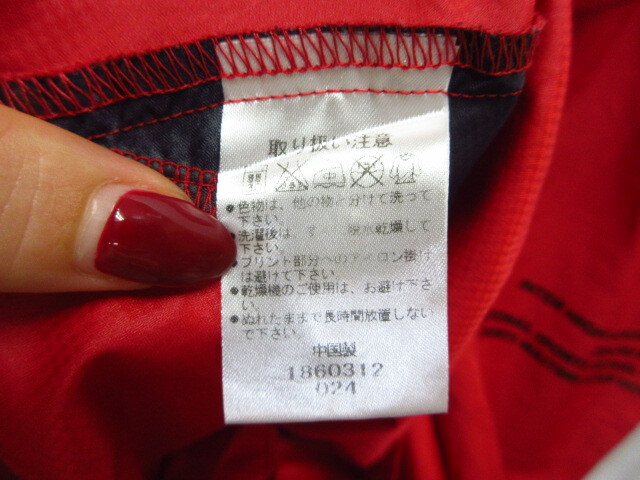 取り扱い注意
●色物は、他の物と分けて洗って
下さい。
●洗濯後は、 吸水乾燥して
下さい。
●プリント部分へのアイロン掛け
は避けて下さい。
●乾燥機のご使用は、お避け下さ
い。
●ぬれたままで長時間放置しない
で下さい。
中国製
1860312
024
INTER